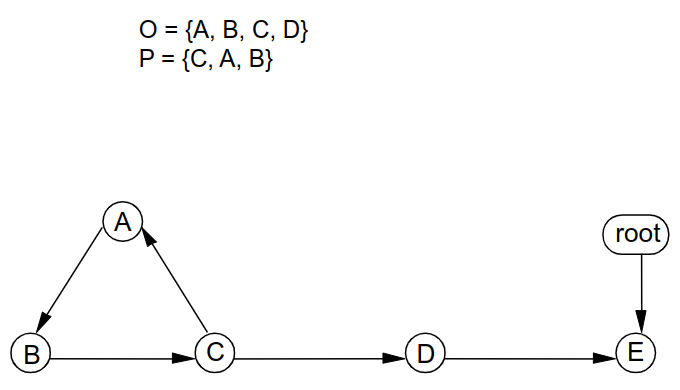 O = {A, B, C, D}
P = {C, A, B}
A
root
B
C
D
E